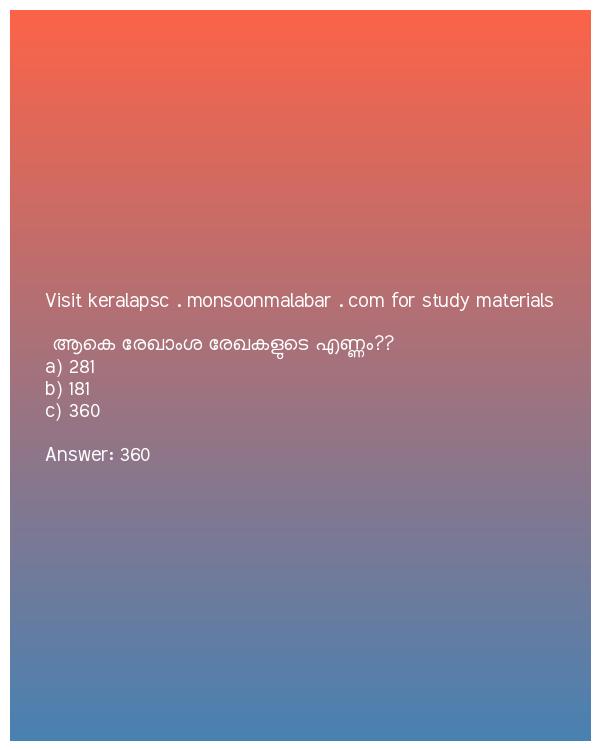 Visit keralapsc . monsoonmalabar . com for study materials
ആകെ രേഖാംശ രേഖകളുടെ എണ്ണം??
a) 281
b) 181
c) 360
Answer: 360